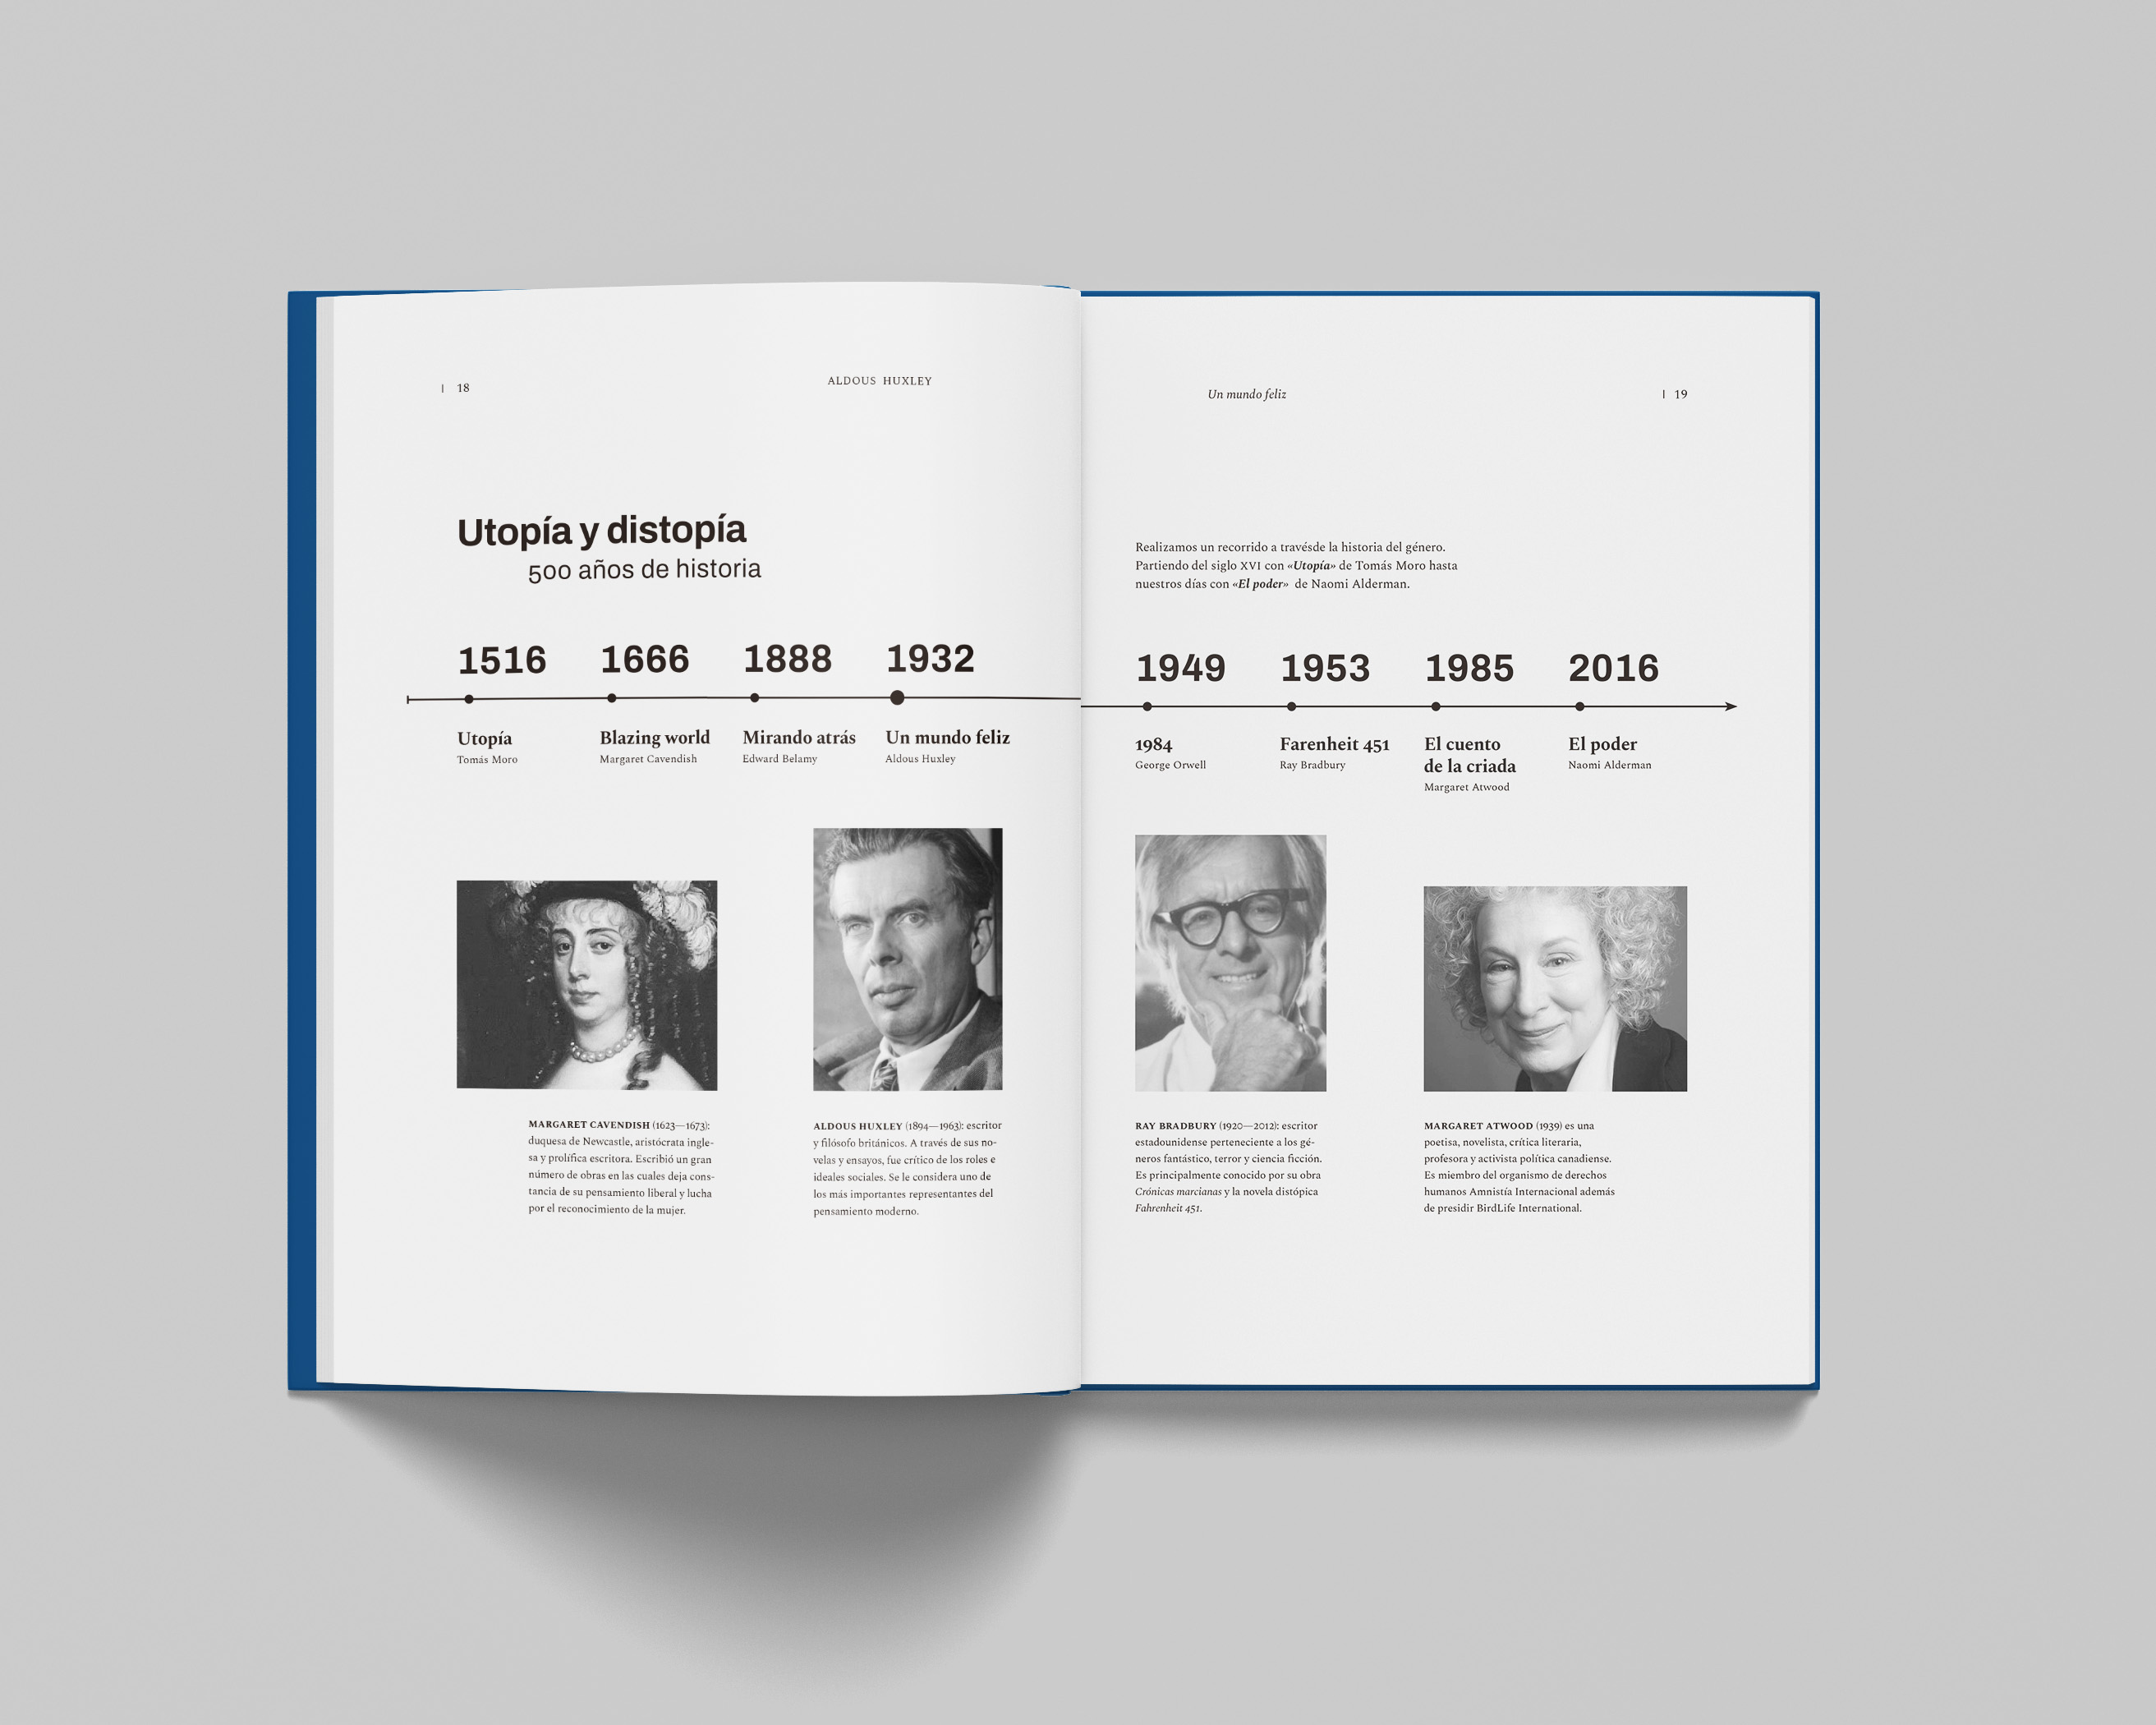 | 18
ALDOUS HUXLEY
Utopía y distopía
500 años de historia
1516
1666
1888
1932
Utopía
Tomás Moro
Blazing world
Margaret Cavendish
Mirando atrás
Edward Belamy
Un mundo feliz
Aldous Huxley
MARGARET CAVENDISH (1623—1673):
duquesa de Newcastle, aristócrata ingle-
sa y prolífica escritora. Escribió un gran
número de obras en las cuales deja cons-
tancia de su pensamiento liberal y lucha
por el reconocimiento de la mujer.
ALDOUS HUXLEY (1894—1963): escritor
y filósofo británicos. A través de sus no-
velas y ensayos, fue crítico de los roles e
ideales sociales. Se le considera uno de
los más importantes representantes del
pensamiento moderno.
Un mundo feliz
| 19
Realizamos un recorrido a travésde la historia del género.
Partiendo del siglo XVI con «Utopía» de Tomás Moro hasta
nuestros días con «El poder» de Naomi Alderman.
1949
1953
1985
2016
1984
George Orwell
Farenheit 451
Ray Bradbury
El cuento
de la criada
Margaret Atwood
El poder
Naomi Alderman
RAY BRADBURY (1920—2012): escritor
estadounidense perteneciente a los gé-
neros fantástico, terror y ciencia ficción.
Es principalmente conocido por su obra
Crónicas marcianas y la novela distópica
Fahrenheit 451.
MARGARET ATWOOD (1939) es una
poetisa, novelista, crítica literaria,
profesora y activista política canadiense.
Es miembro del organismo de derechos
humanos Amnistía Internacional además
de presidir BirdLife International.